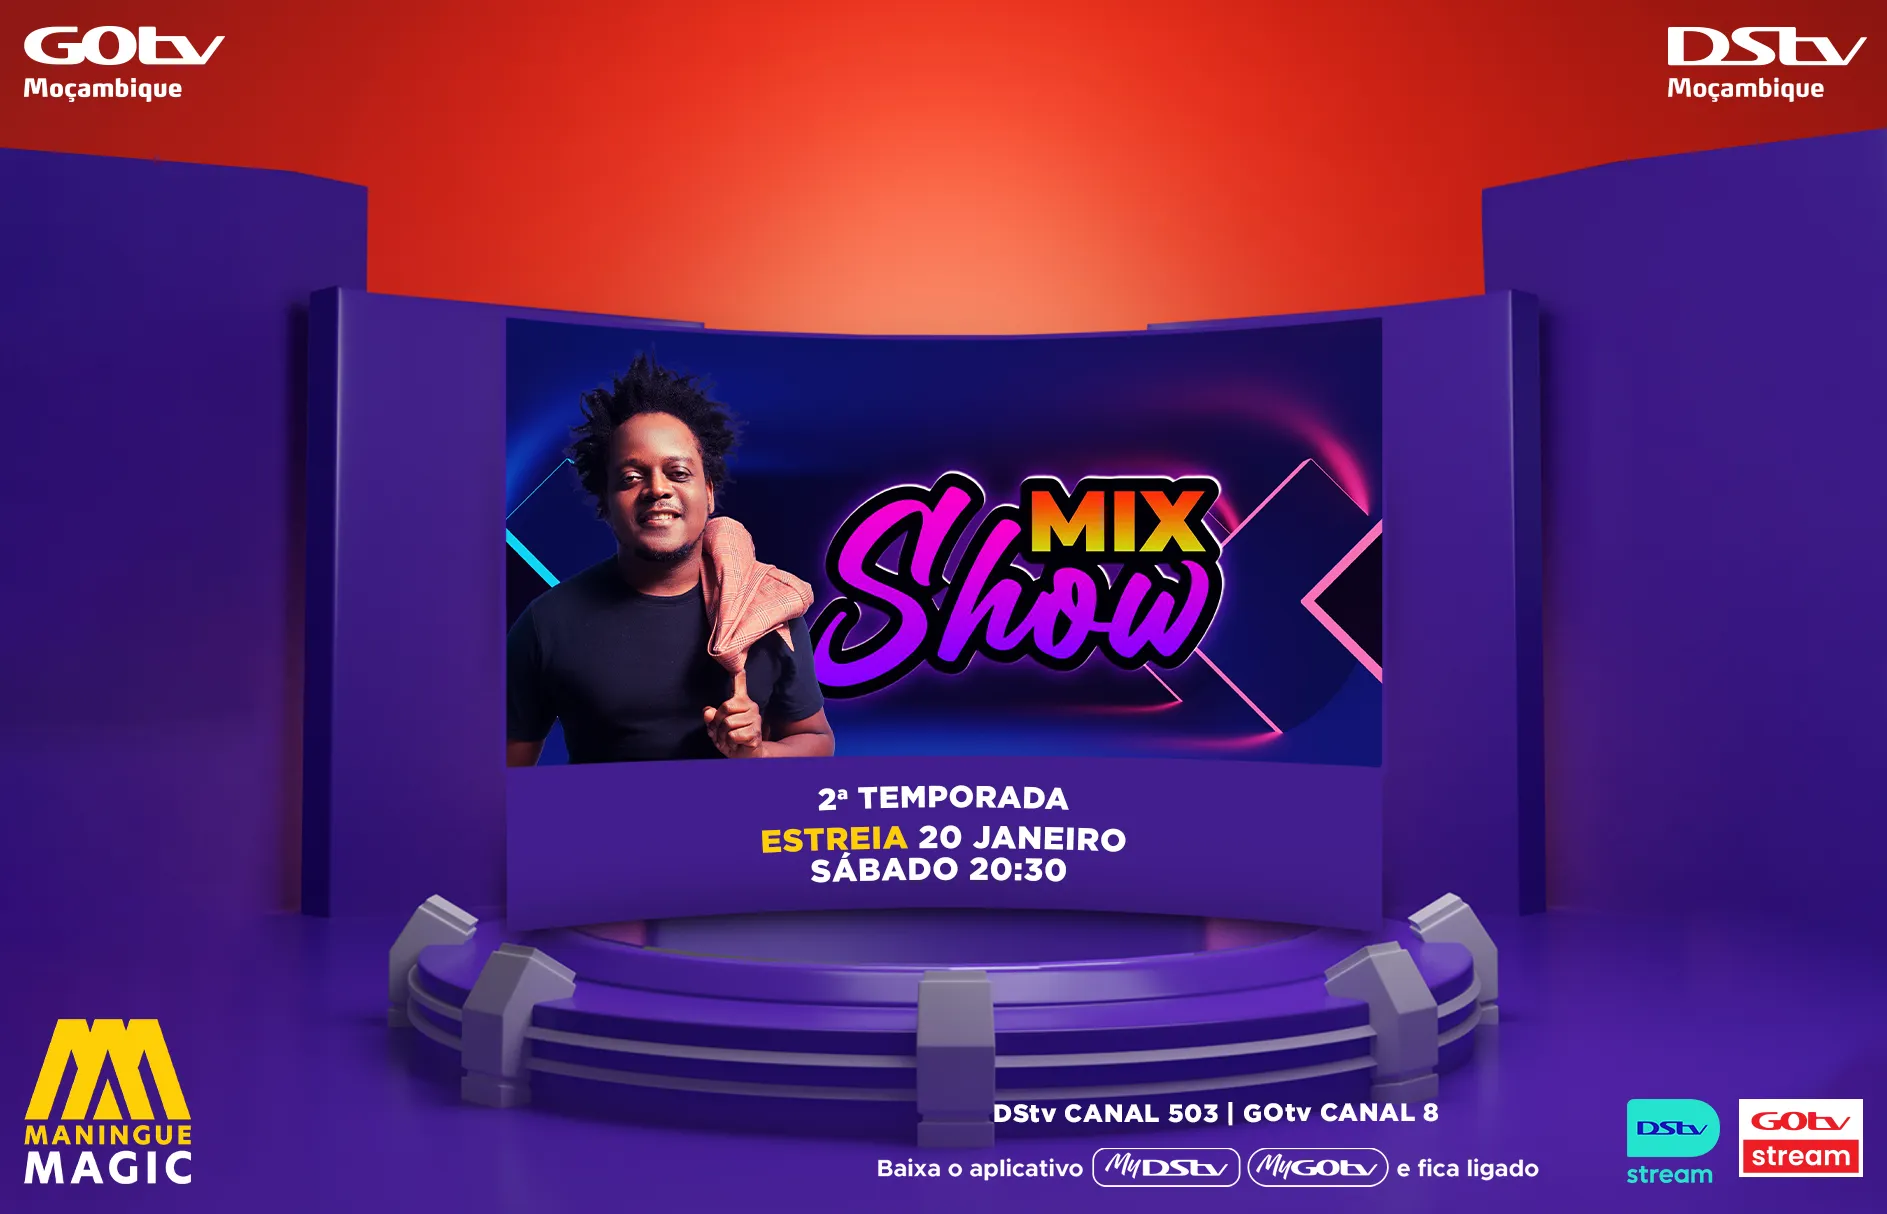 GOtv
Moçambique
DStv
Moçambique
MIX
Show
2ª TEMPORADA
ESTREIA 20 JANEIRO
SÁBADO 20:30
MANINGUE
MAGIC
DStv CANAL 503 | GOtv CANAL 8
Baixa o aplicativo MyDStv MyGOtv e fica ligado
DStv
stream
GOtv
stream